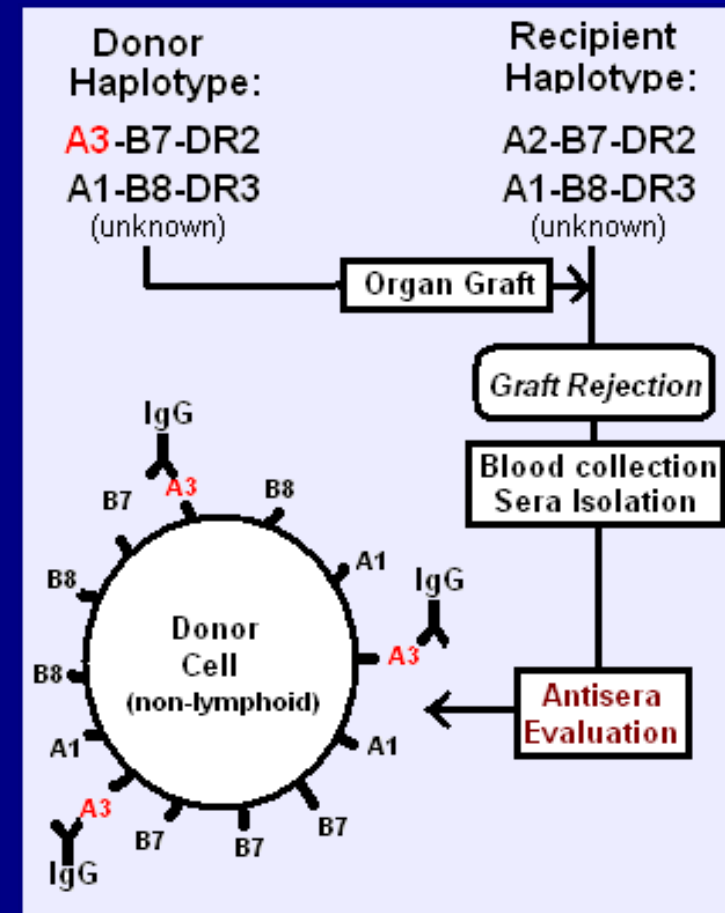 Donor
Haplotype:
A3-B7-DR2
A1-B8-DR3
(unknown)
Recipient
Haplotype:
A2-B7-DR2
A1-B8-DR3
(unknown)
Organ Graft
Graft Rejection
Blood collection
Sera Isolation
Antisera
Evaluation
IgG
A3
B8
B7
A1
IgG
B8
A3
Donor
Cell
(non-lymphoid)
B8
A1
A1
A3
B7
B7
B7
IgG